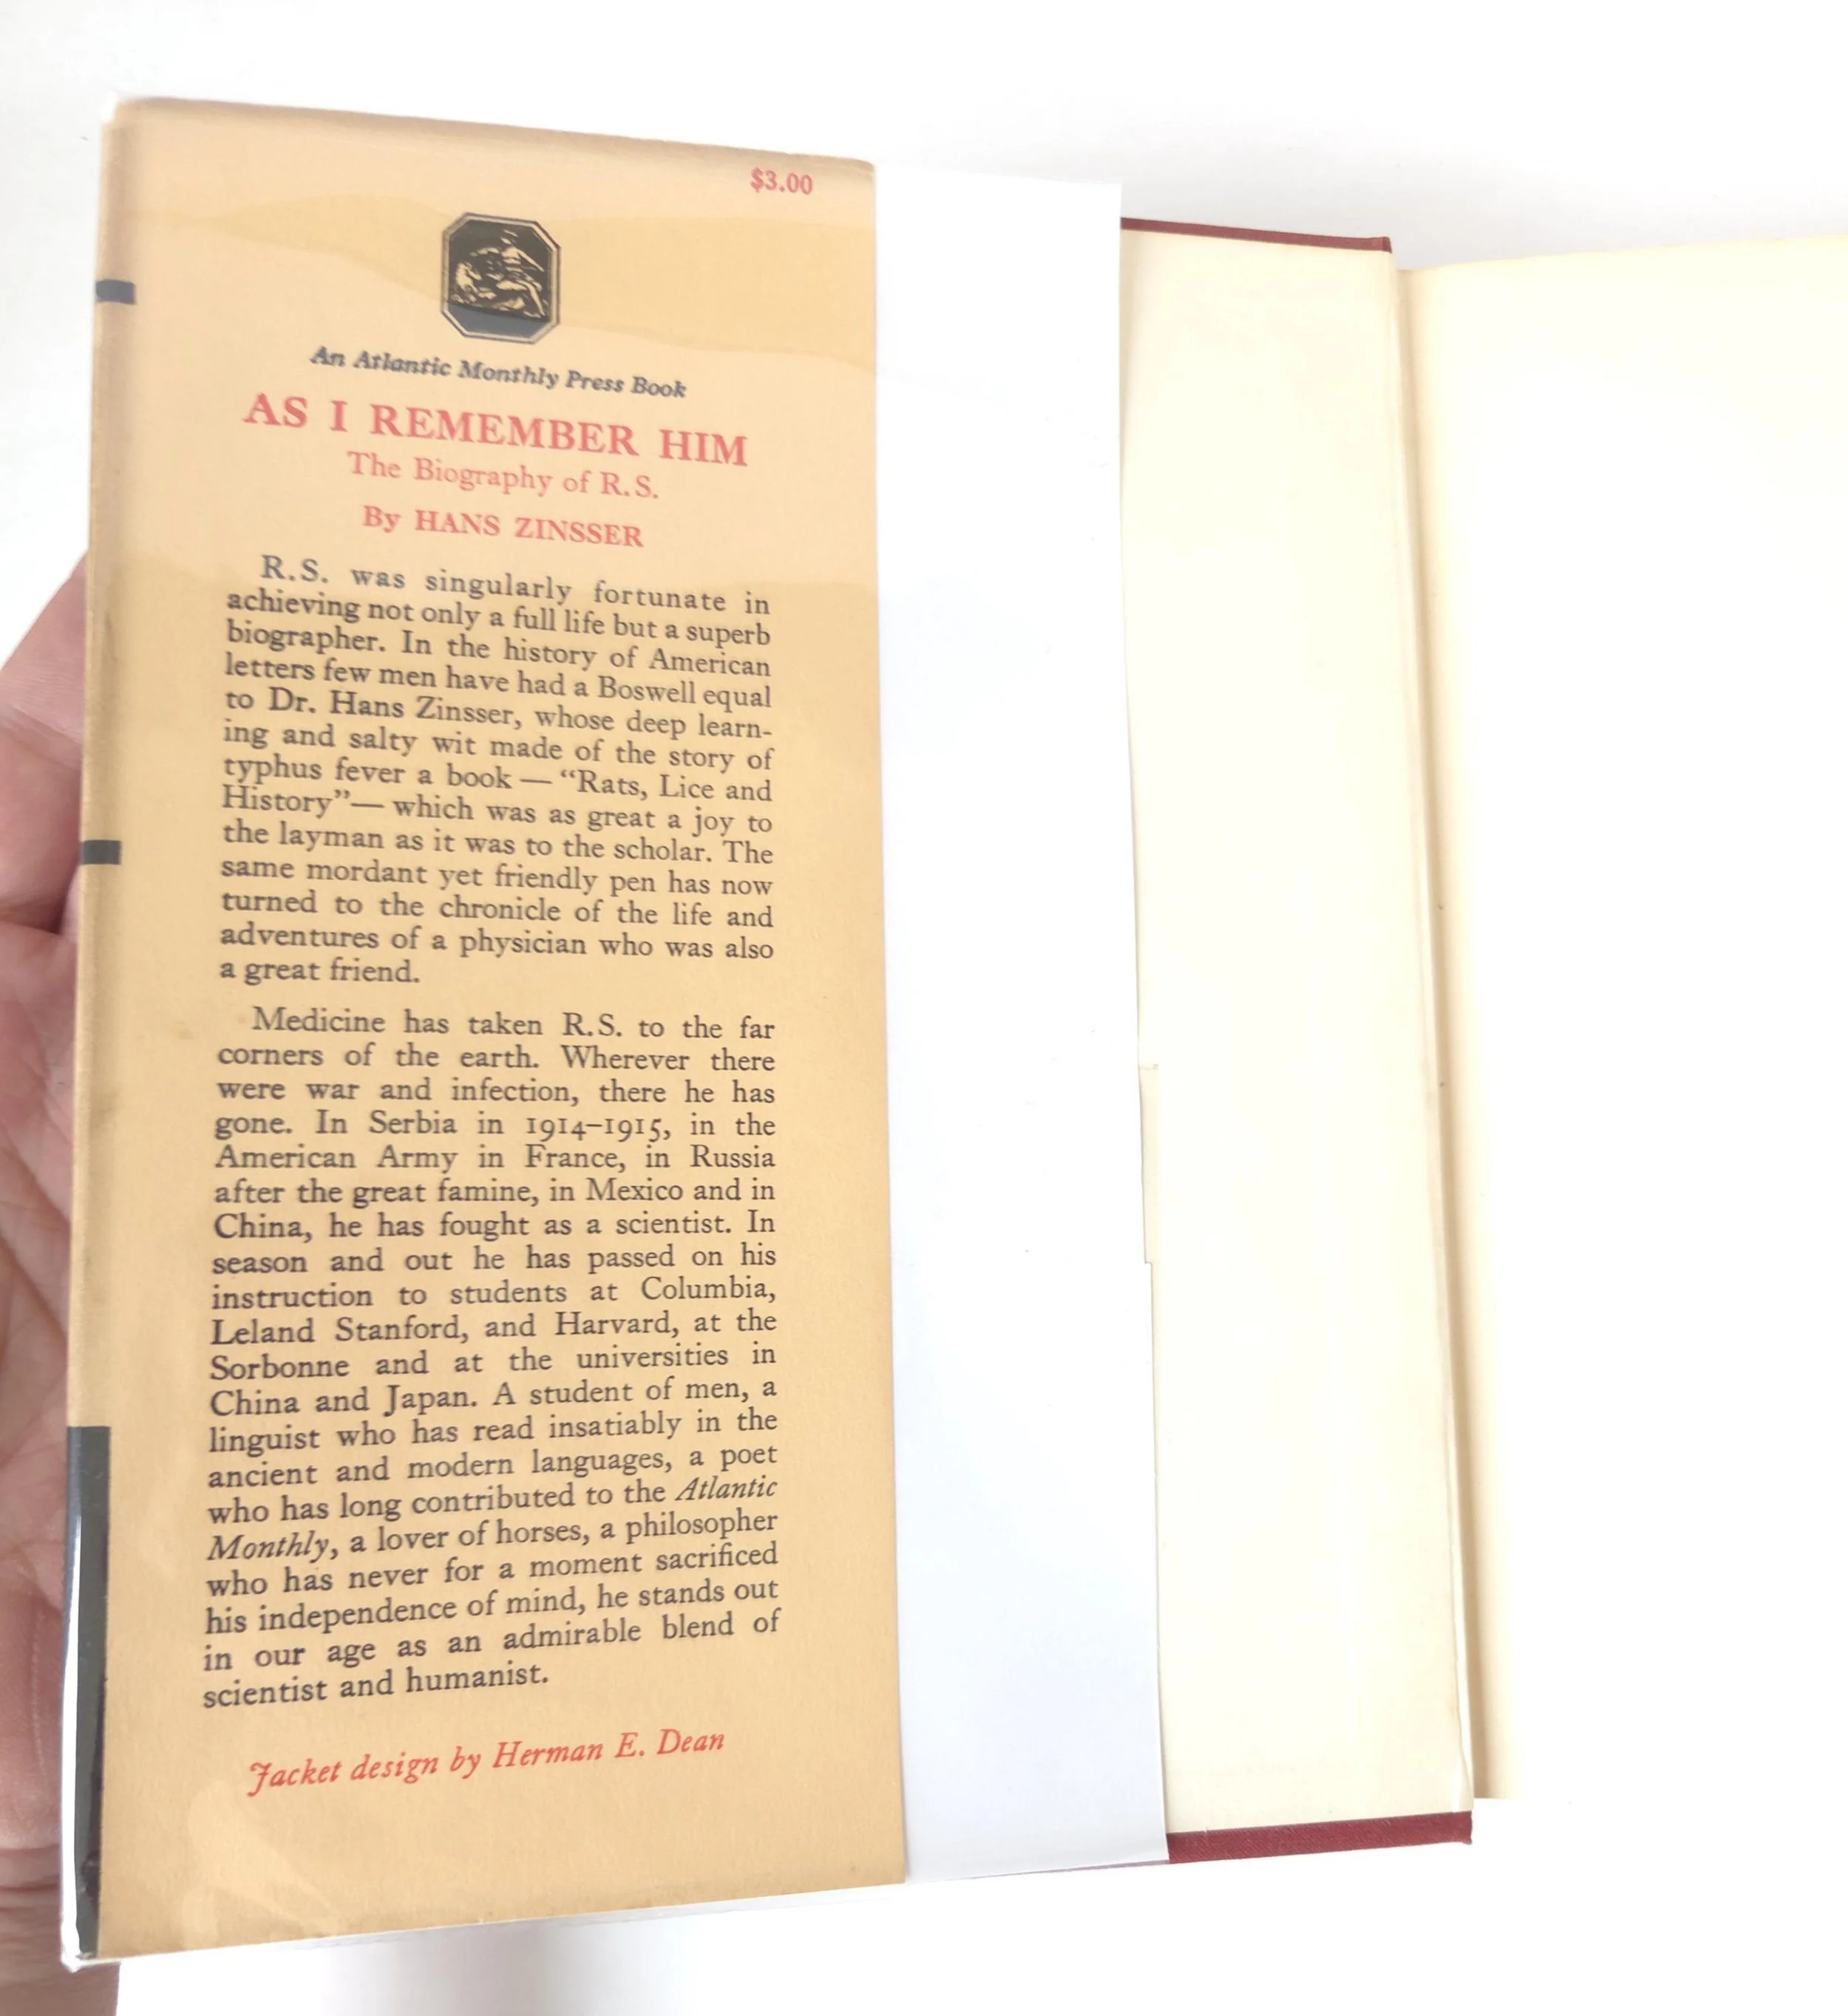 $3.00
An Atlantic Monthly Press Book
AS I REMEMBER HIM
The Biography of R.S.
By HANS ZINSSER
R.S. was singularly fortunate in
achieving not only a full life but a superb
biographer. In the history of American
letters few men have had a Boswell equal
to Dr. Hans Zinsser, whose deep learn-
ing and salty wit made of the story of
typhus fever a book — “Rats, Lice and
History”— which was as great a joy to
the layman as it was to the scholar. The
same mordant yet friendly pen has now
turned to the chronicle of the life and
adventures of a physician who was also
a great friend.
Medicine has taken R.S. to the far
corners of the earth. Wherever there
were war and infection, there he has
gone. In Serbia in 1914–1915, in the
American Army in France, in Russia
after the great famine, in Mexico and in
China, he has fought as a scientist. In
season and out he has passed on his
instruction to students at Columbia,
Leland Stanford, and Harvard, at the
Sorbonne and at the universities in
China and Japan. A student of men, a
linguist who has read insatiably in the
ancient and modern languages, a poet
who has long contributed to the Atlantic
Monthly, a lover of horses, a philosopher
who has never for a moment sacrificed
his independence of mind, he stands out
in our age as an admirable blend of
scientist and humanist.
Jacket design by Herman E. Dean